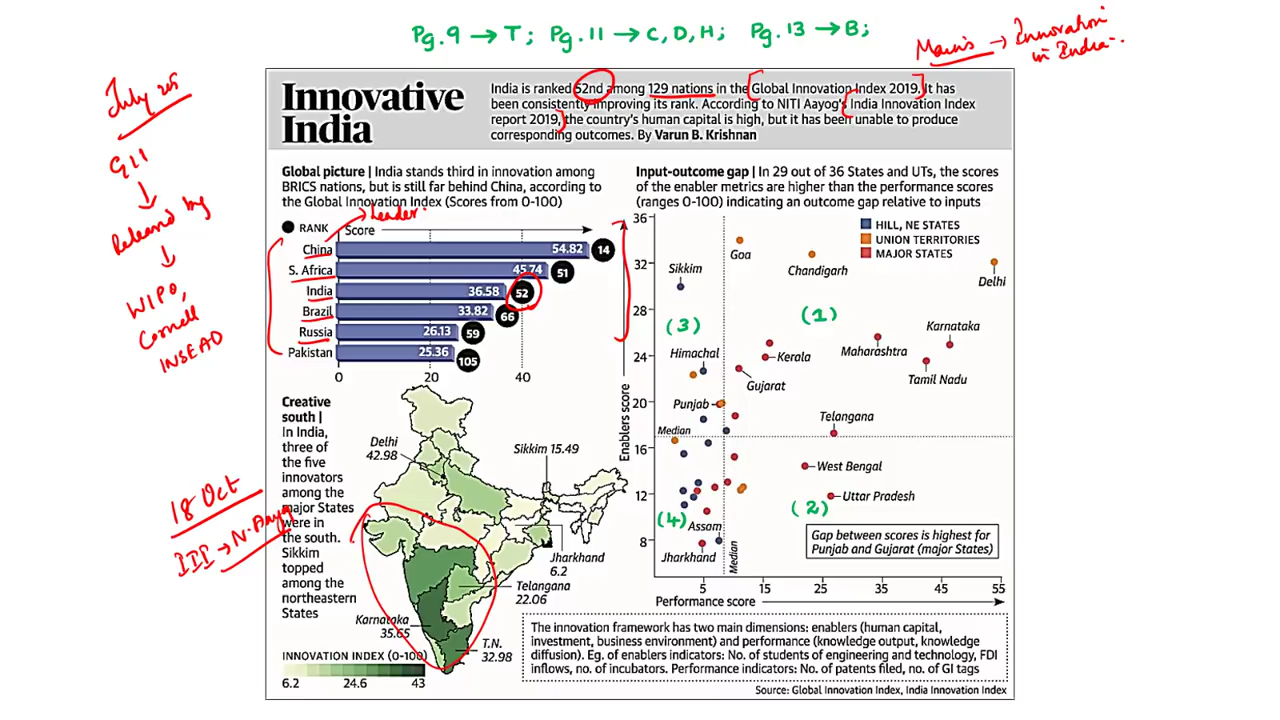 Pg.9 → T; Pg.11 → C, D, H; Pg.13 → B;
Mains → Innovation
in India
July 25
GII
↓
Released by
↓
WIPO,
Cornell
INSEAD
Innovative
India
India is ranked 52nd among 129 nations in the Global Innovation Index 2019. It has
been consistently improving its rank. According to NITI Aayog's India Innovation Index
report 2019, the country's human capital is high, but it has been unable to produce
corresponding outcomes. By Varun B. Krishnan
Global picture | India stands third in innovation among
BRICS nations, but is still far behind China, according to
the Global Innovation Index (Scores from 0-100)
Leader.
RANK Score
China 54.82 14
S. Africa 45.74 51
India 36.58 52
Brazil 33.82 66
Russia 26.13 59
Pakistan 25.36 105
0 20 40
Creative
south |
In India,
three of
the five
innovators
among the
major States
were in
the south.
Sikkim
topped
among the
northeastern
States
18 Oct
III → N. Aayog
Delhi
42.98
Sikkim 15.49
Jharkhand
6.2
Telangana
22.06
Karnataka
35.65
T.N.
32.98
INNOVATION INDEX (0-100)
6.2 24.6 43
Input-outcome gap | In 29 out of 36 States and UTs, the scores
of the enabler metrics are higher than the performance scores
(ranges 0-100) indicating an outcome gap relative to inputs
HILL, NE STATES
UNION TERRITORIES
MAJOR STATES
36
32
28
24
20
16
12
8
Enablers score
Goa
Chandigarh
Sikkim
Delhi
(3)
(1)
Karnataka
Himachal
Kerala
Maharashtra
Tamil Nadu
Gujarat
Punjab
Telangana
Median
West Bengal
Uttar Pradesh
(4)
(2)
Assam
Jharkhand
Median
Gap between scores is highest for
Punjab and Gujarat (major States)
5 15 25 35 45 55
Performance score
The innovation framework has two main dimensions: enablers (human capital,
investment, business environment) and performance (knowledge output, knowledge
diffusion). Eg. of enablers indicators: No. of students of engineering and technology, FDI
inflows, no. of incubators. Performance indicators: No. of patents filed, no. of GI tags
Source: Global Innovation Index, India Innovation Index